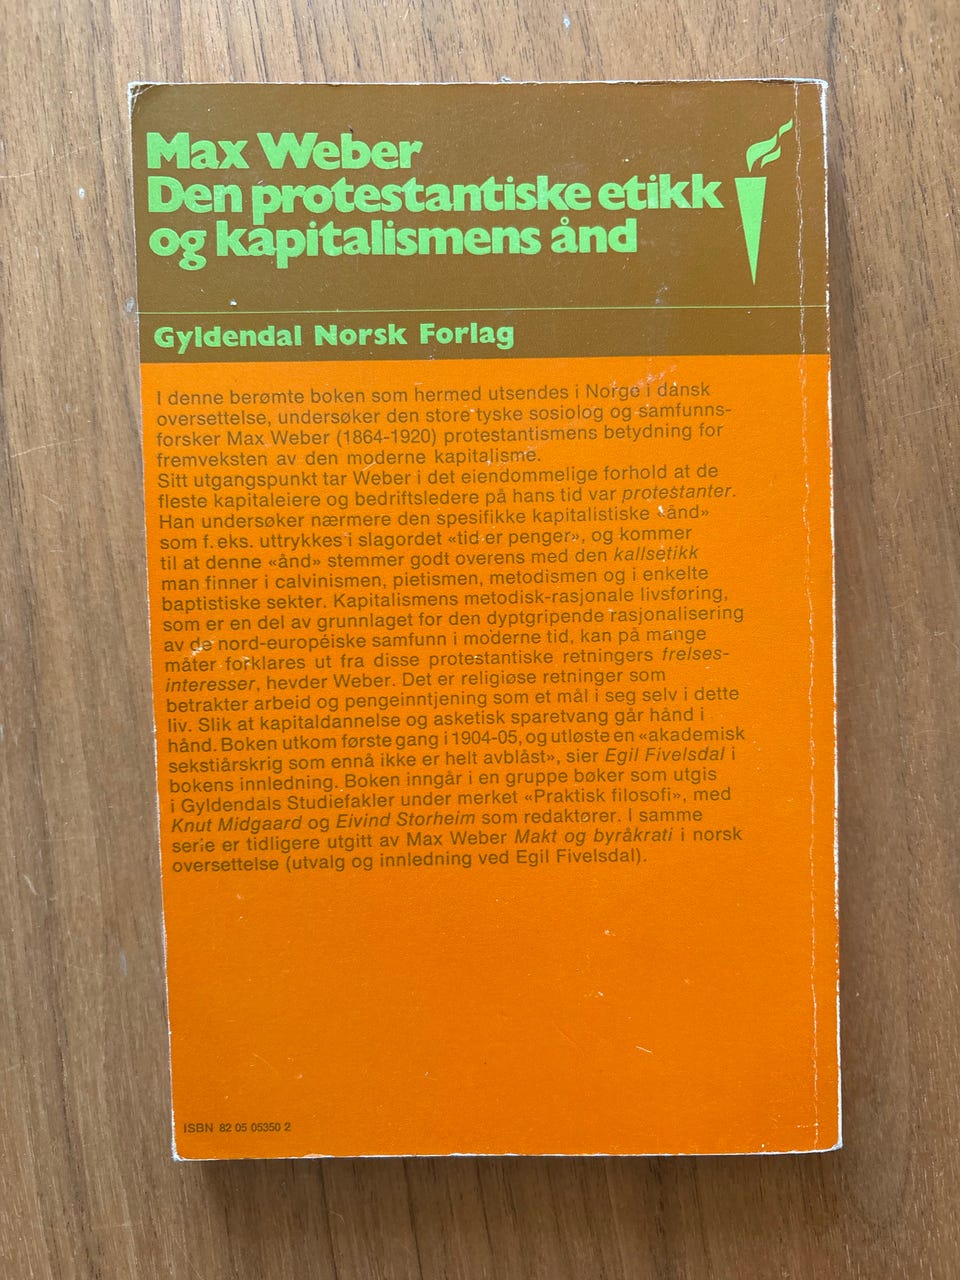 Max Weber
Den protestantiske etikk
og kapitalismens ånd
Gyldendal Norsk Forlag
I denne berømte boken som hermed utsendes i Norge i dansk
oversettelse, undersøker den store tyske sosiolog og samfunns-
forsker Max Weber (1864-1920) protestantismens betydning for
fremveksten av den moderne kapitalisme.
Sitt utgangspunkt tar Weber i det eiendommelige forhold at de
fleste kapitaleiere og bedriftsledere på hans tid var protestanter.
Han undersøker nærmere den spesifikke kapitalistiske «ånd»
som f.eks. uttrykkes i slagordet «tid er penger», og kommer
til at denne «ånd» stemmer godt overens med den kallsetikk
man finner i calvinismen, pietismen, metodismen og i enkelte
baptistiske sekter. Kapitalismens metodisk-rasjonale livsføring,
som er en del av grunnlaget for den dyptgripende rasjonalisering
av de nord-européiske samfunn i moderne tid, kan på mange
måter forklares ut fra disse protestantiske retningers frelses-
interesser, hevder Weber. Det er religiøse retninger som
betrakter arbeid og pengeinntjening som et mål i seg selv i dette
liv. Slik at kapitaldannelse og asketisk sparetvang går hånd i
hånd. Boken utkom første gang i 1904-05, og utløste en «akademisk
sekstiårskrig som ennå ikke er helt avblåst», sier Egil Fivelsdal i
bokens innledning. Boken inngår i en gruppe bøker som utgis
i Gyldendals Studiefakler under merket «Praktisk filosofi», med
Knut Midgaard og Eivind Storheim som redaktører. I samme
serie er tidligere utgitt av Max Weber Makt og byråkrati i norsk
oversettelse (utvalg og innledning ved Egil Fivelsdal).
ISBN 82 05 05350 2